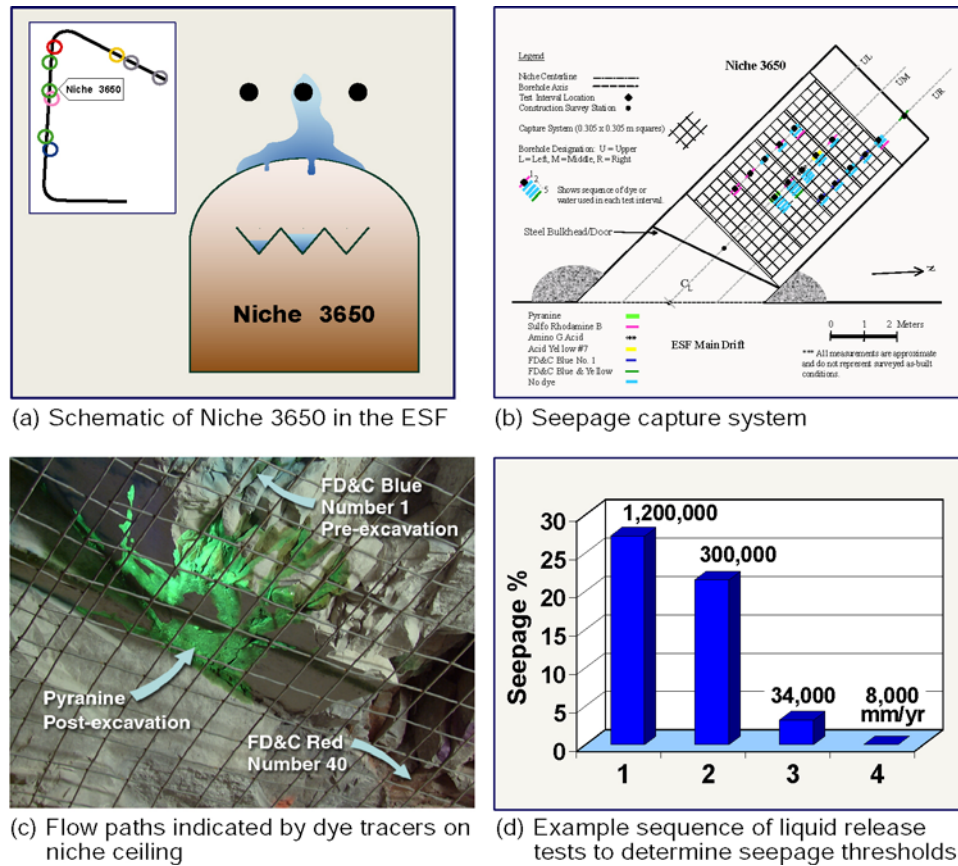 Niche 3650
Niche 3650
(a) Schematic of Niche 3650 in the ESF
Legend
Niche Centerline
Borehole Axis
Test Interval Location
Construction Survey Station
Capture System (0.305 x 0.305 m squares)
Borehole Designation: U = Upper
L = Left, M = Middle, R = Right
1
2
5
Shows sequence of dye or
water used in each test interval.
Steel Bulkhead/Door
Niche 3650
UL
UM
UR
CL
N
Pyranine
Sulfo Rhodamine B
Amino G Acid
Acid Yellow #7
FD&C Blue No. 1
FD&C Blue & Yellow
No dye
ESF Main Drift
0 1 2 Meters
*** All measurements are approximate
and do not represent surveyed as-built
conditions.
(b) Seepage capture system
FD&C Blue
Number 1
Pre-excavation
Pyranine
Post-excavation
FD&C Red
Number 40
(c) Flow paths indicated by dye tracers on
niche ceiling
Seepage %
30
25
20
15
10
5
0
1,200,000
300,000
34,000
8,000
mm/yr
1 2 3 4
(d) Example sequence of liquid release
tests to determine seepage thresholds